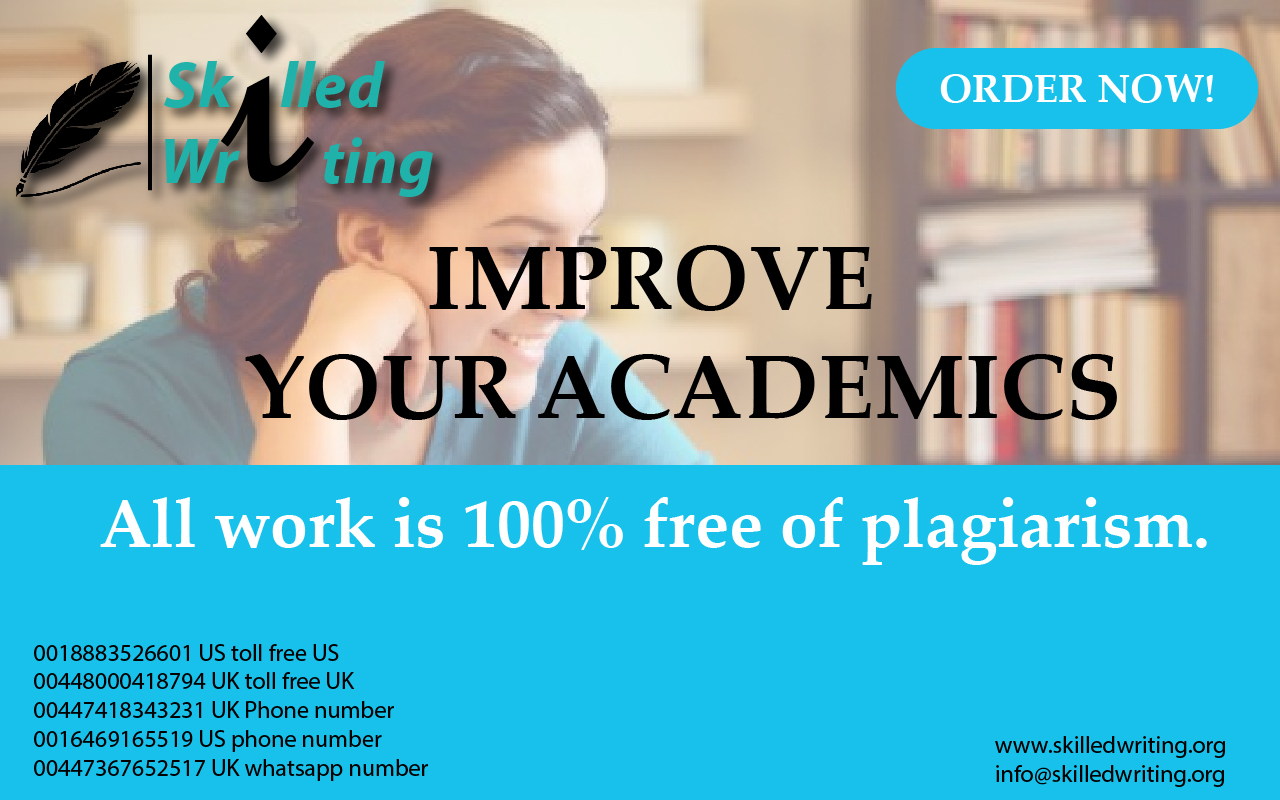 Skilled
Writing
ORDER NOW!
IMPROVE
YOUR ACADEMICS
All work is 100% free of plagiarism.
0018883526601 US toll free US
00448000418794 UK toll free UK
00447418343231 UK Phone number
0016469165519 US phone number
00447367652517 UK whatsapp number
www.skilledwriting.org
info@skilledwriting.org